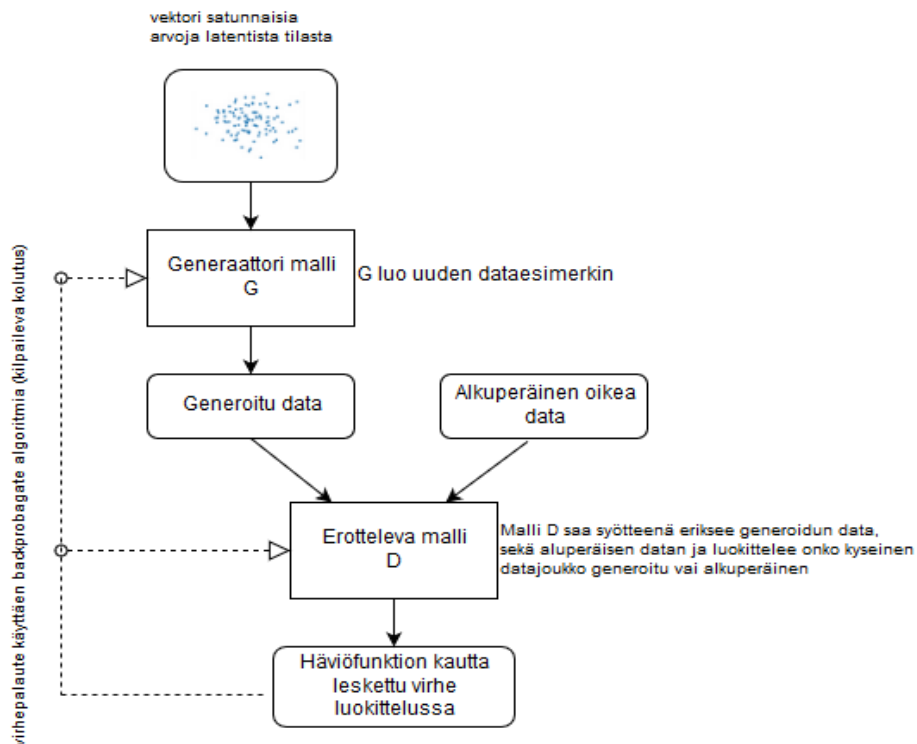 vektori satunnaisia
arvoja latentista tilasta
Generaattori malli
G
G luo uuden dataesimerkin
Generoitu data
Alkuperäinen oikea
data
Erotteleva malli
D
Malli D saa syötteenä eriksee generoidun data,
sekä aluperäisen datan ja luokittelee onko kyseinen
datajoukko generoitu vai alkuperäinen
Häviöfunktion kautta
leskettu virhe
luokittelussa
virhepalaute käyttäen backprobagate algoritmia (kilpaileva kolutus)